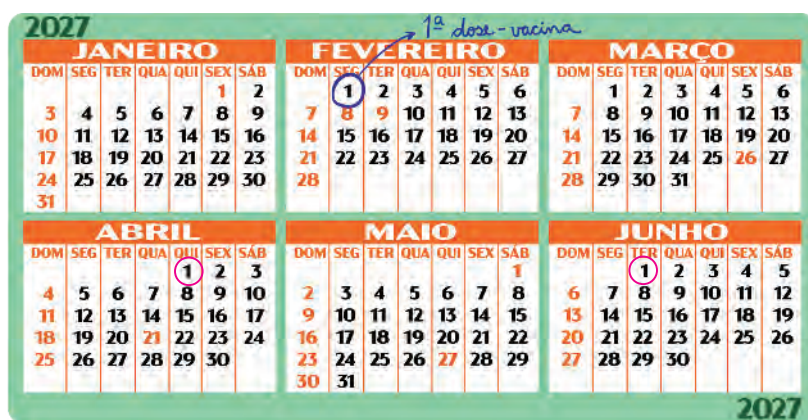 2027
1ª dose - vacina
JANEIRO
DOM SEG TER QUA QUI SEX SÁB
1 2
3 4 5 6 7 8 9
10 11 12 13 14 15 16
17 18 19 20 21 22 23
24 25 26 27 28 29 30
31
FEVEREIRO
DOM SEG TER QUA QUI SEX SÁB
1 2 3 4 5 6
7 8 9 10 11 12 13
14 15 16 17 18 19 20
21 22 23 24 25 26 27
28
MARÇO
DOM SEG TER QUA QUI SEX SÁB
1 2 3 4 5 6
7 8 9 10 11 12 13
14 15 16 17 18 19 20
21 22 23 24 25 26 27
28 29 30 31
ABRIL
DOM SEG TER QUA QUI SEX SÁB
1 2 3
4 5 6 7 8 9 10
11 12 13 14 15 16 17
18 19 20 21 22 23 24
25 26 27 28 29 30
MAIO
DOM SEG TER QUA QUI SEX SÁB
1
2 3 4 5 6 7 8
9 10 11 12 13 14 15
16 17 18 19 20 21 22
23 24 25 26 27 28 29
30 31
JUNHO
DOM SEG TER QUA QUI SEX SÁB
1 2 3 4 5
6 7 8 9 10 11 12
13 14 15 16 17 18 19
20 21 22 23 24 25 26
27 28 29 30
2027